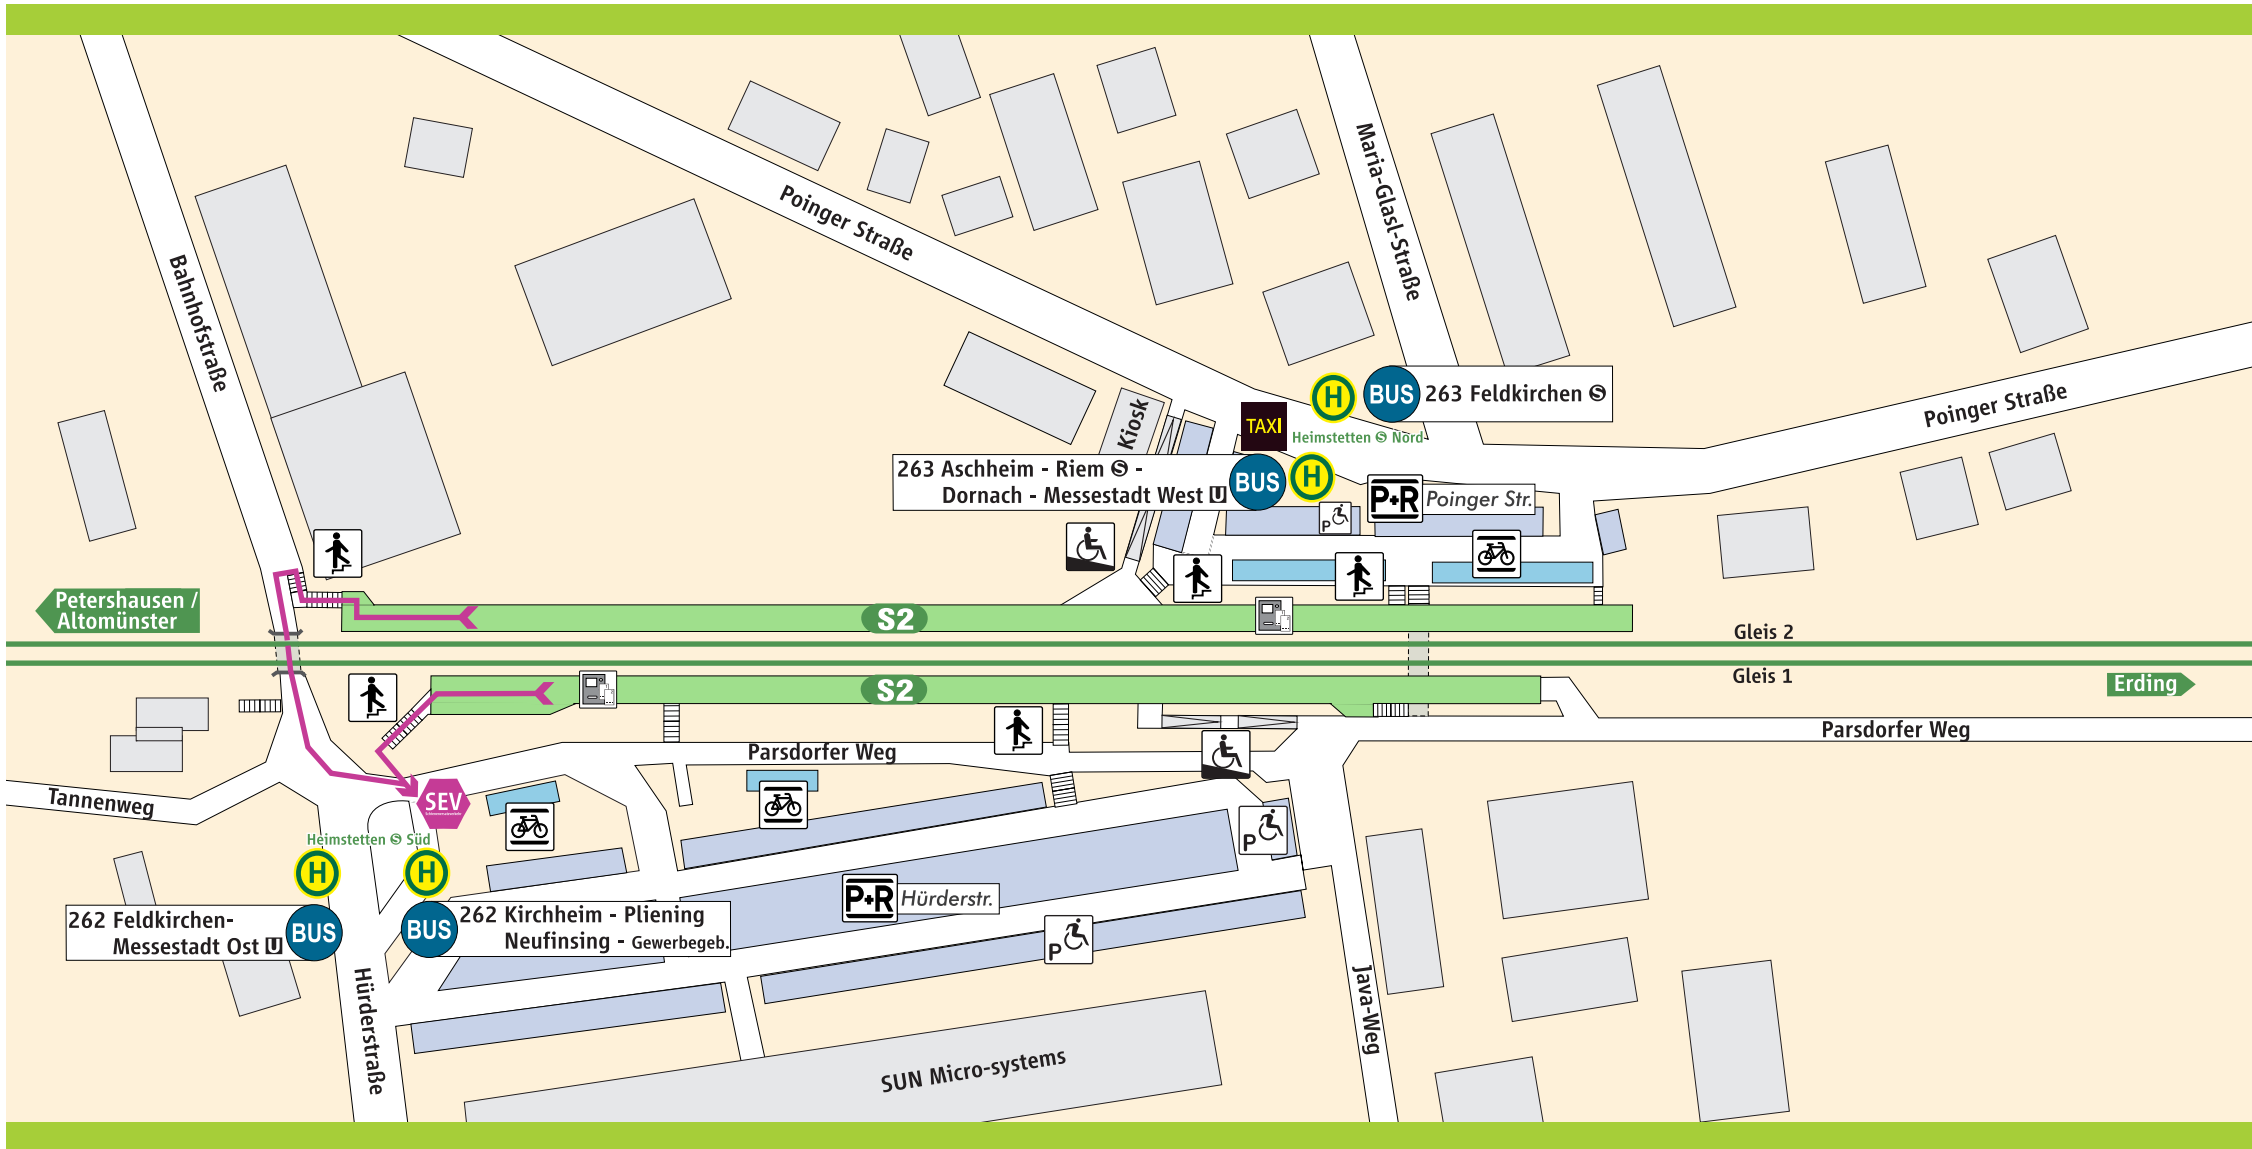 Poinger Straße
Maria-Glasl-Straße
Bahnhofstraße
H
BUS
263 Feldkirchen S
Poinger Straße
Kiosk
TAXI
Heimstetten S Nord
263 Aschheim - Riem S -
Dornach - Messestadt West U
BUS
H
P+R
Poinger Str.
P
Petershausen /
Altomünster
S2
Gleis 2
Gleis 1
S2
Erding
Parsdorfer Weg
Parsdorfer Weg
Tannenweg
SEV
Heimstetten S Süd
H
H
P
262 Feldkirchen-
Messestadt Ost U
BUS
BUS
262 Kirchheim - Pliening
Neufinsing - Gewerbegeb.
P+R
Hürderstr.
P
Hürderstraße
Java-Weg
SUN Micro-systems